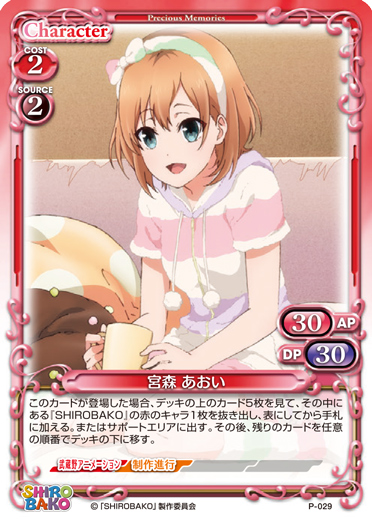 Precious Memories
Character
COST
2
SOURCE
2
30 AP
DP 30
宮森 あおい
このカードが登場した場合、デッキの上のカード5枚を見て、その中に
ある『SHIROBAKO』の赤のキャラ1枚を抜き出し、表にしてから手札
に加える。またはサポートエリアに出す。その後、残りのカードを任意
の順番でデッキの下に移す。
武蔵野アニメーション 制作進行
SHIRO
BAKO
©「SHIROBAKO」製作委員会
P-029